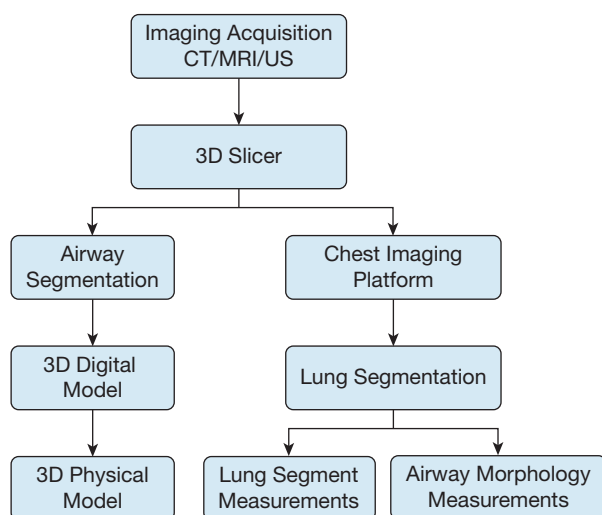 Imaging Acquisition
CT/MRI/US
3D Slicer
Airway
Segmentation
Chest Imaging
Platform
3D Digital
Model
Lung Segmentation
3D Physical
Model
Lung Segment
Measurements
Airway Morphology
Measurements